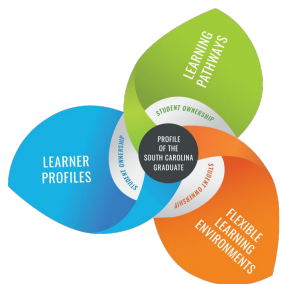 LEARNING
PATHWAYS
STUDENT OWNERSHIP
PROFILE
OF THE
SOUTH CAROLINA
GRADUATE
LEARNER
PROFILES
STUDENT OWNERSHIP
STUDENT OWNERSHIP
FLEXIBLE
LEARNING
ENVIRONMENTS